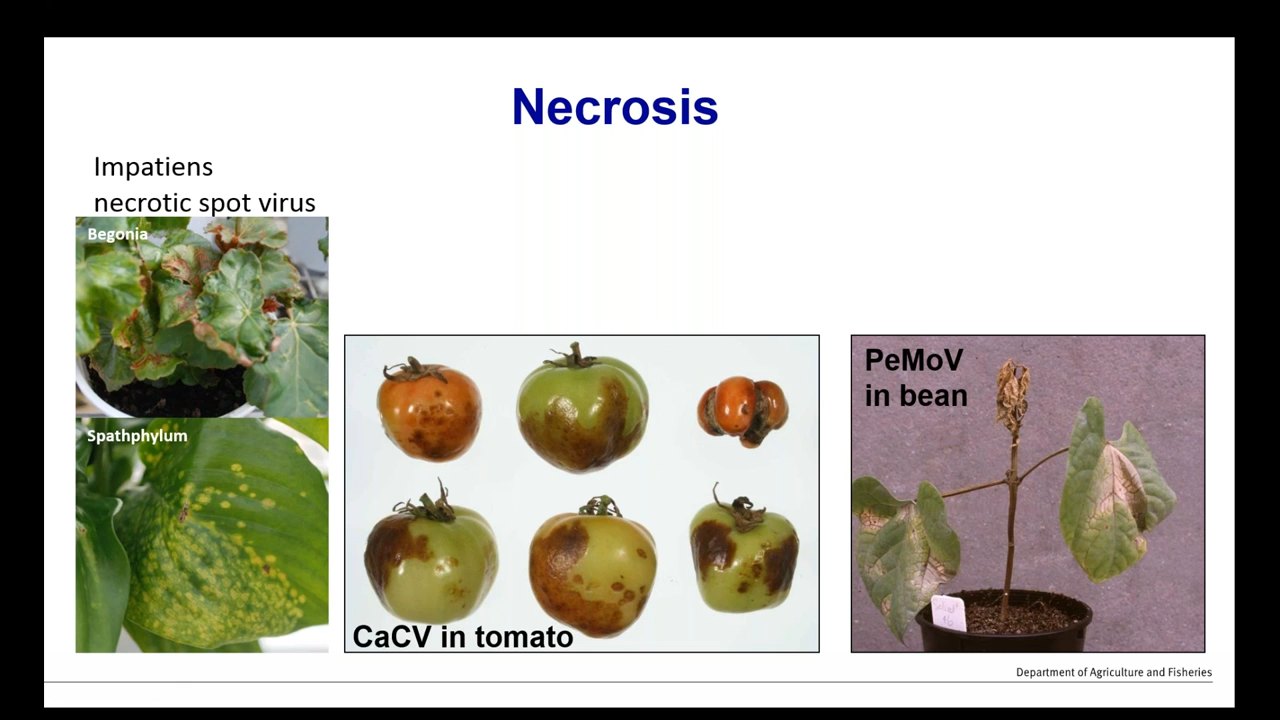 Necrosis
Impatiens
necrotic spot virus
Begonia
Spathphylum
CaCV in tomato
PeMoV
in bean
Department of Agriculture and Fisheries